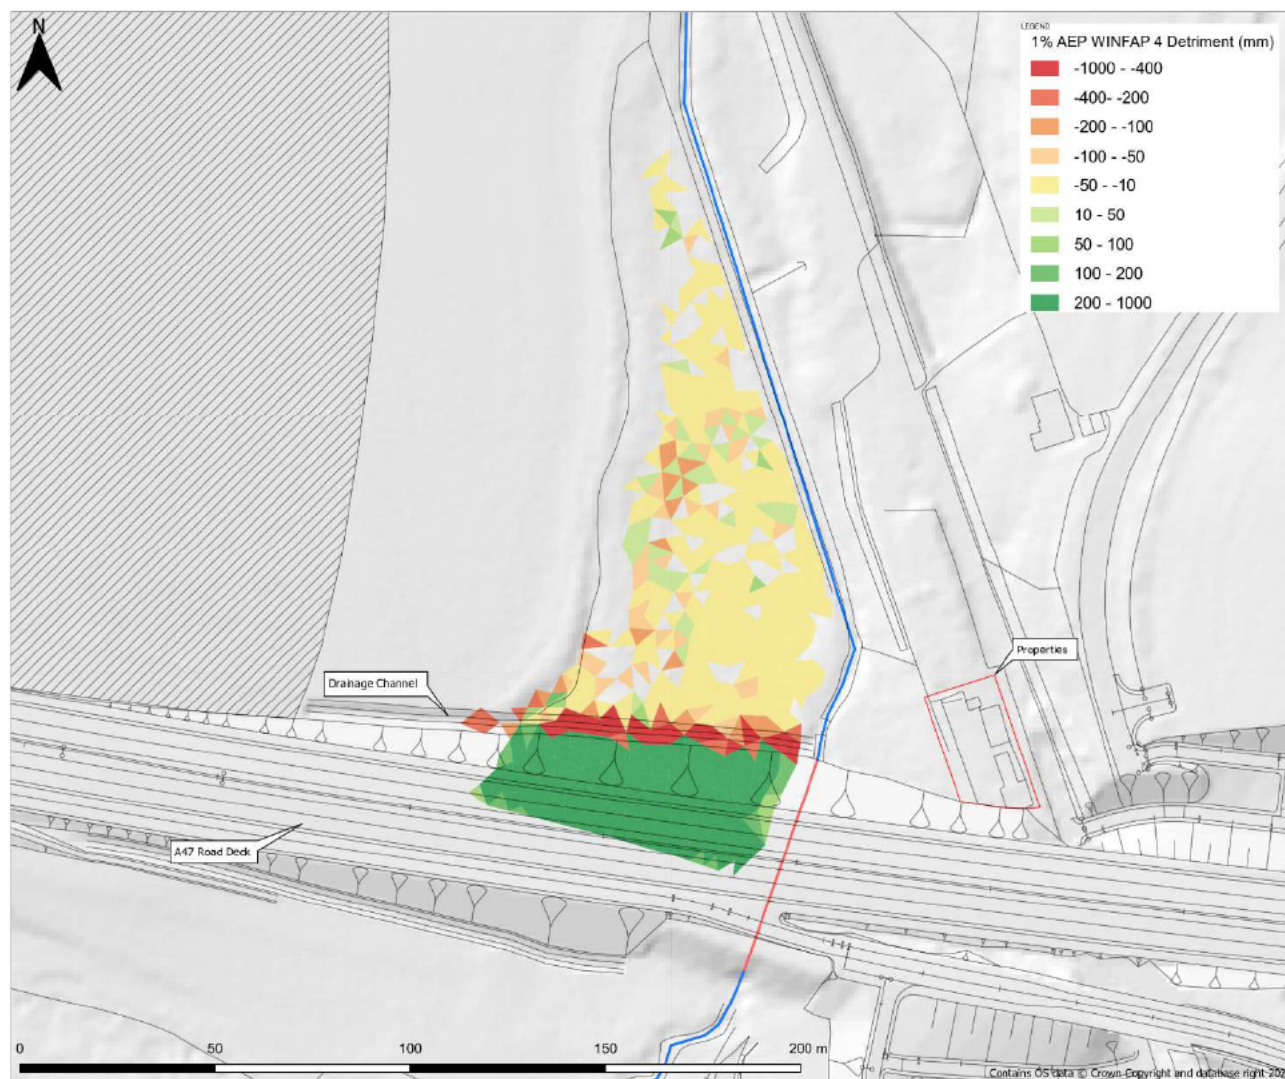 N
LEGEND
1% AEP WINFAP 4 Detriment (mm)
-1000 - -400
-400- -200
-200 - -100
-100 - -50
-50 - -10
10 - 50
50 - 100
100 - 200
200 - 1000
Properties
Drainage Channel
A47 Road Deck
0 50 100 150 200 m
Contains OS data © Crown Copyright and database right 202